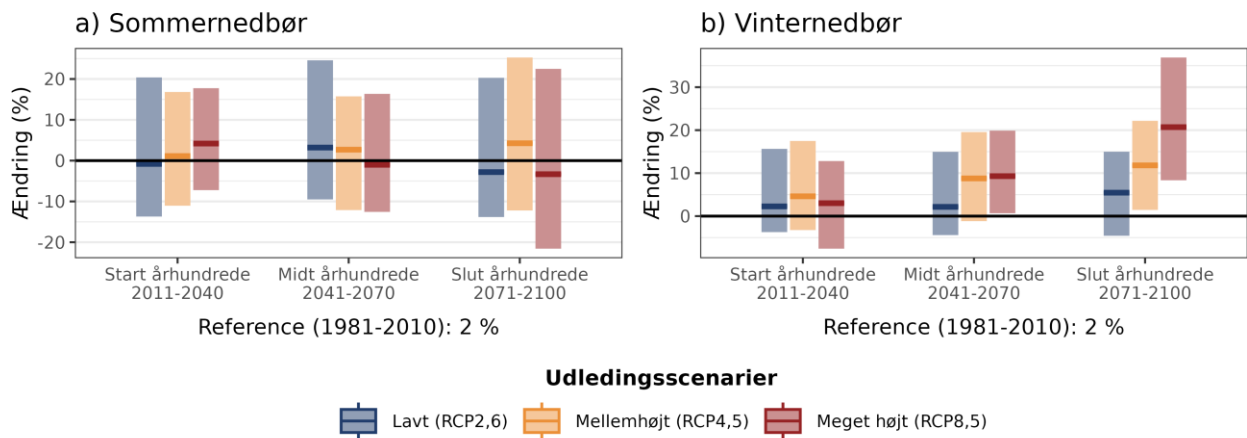 a) Sommernedbør
b) Vinternedbør
Ændring (%)
20
10
0
-10
-20
Start århundrede
2011-2040
Midt århundrede
2041-2070
Slut århundrede
2071-2100
Reference (1981-2010): 2 %
Ændring (%)
30
20
10
0
Start århundrede
2011-2040
Midt århundrede
2041-2070
Slut århundrede
2071-2100
Reference (1981-2010): 2 %
Udledingsscenarier
Lavt (RCP2,6)
Mellemhøjt (RCP4,5)
Meget højt (RCP8,5)